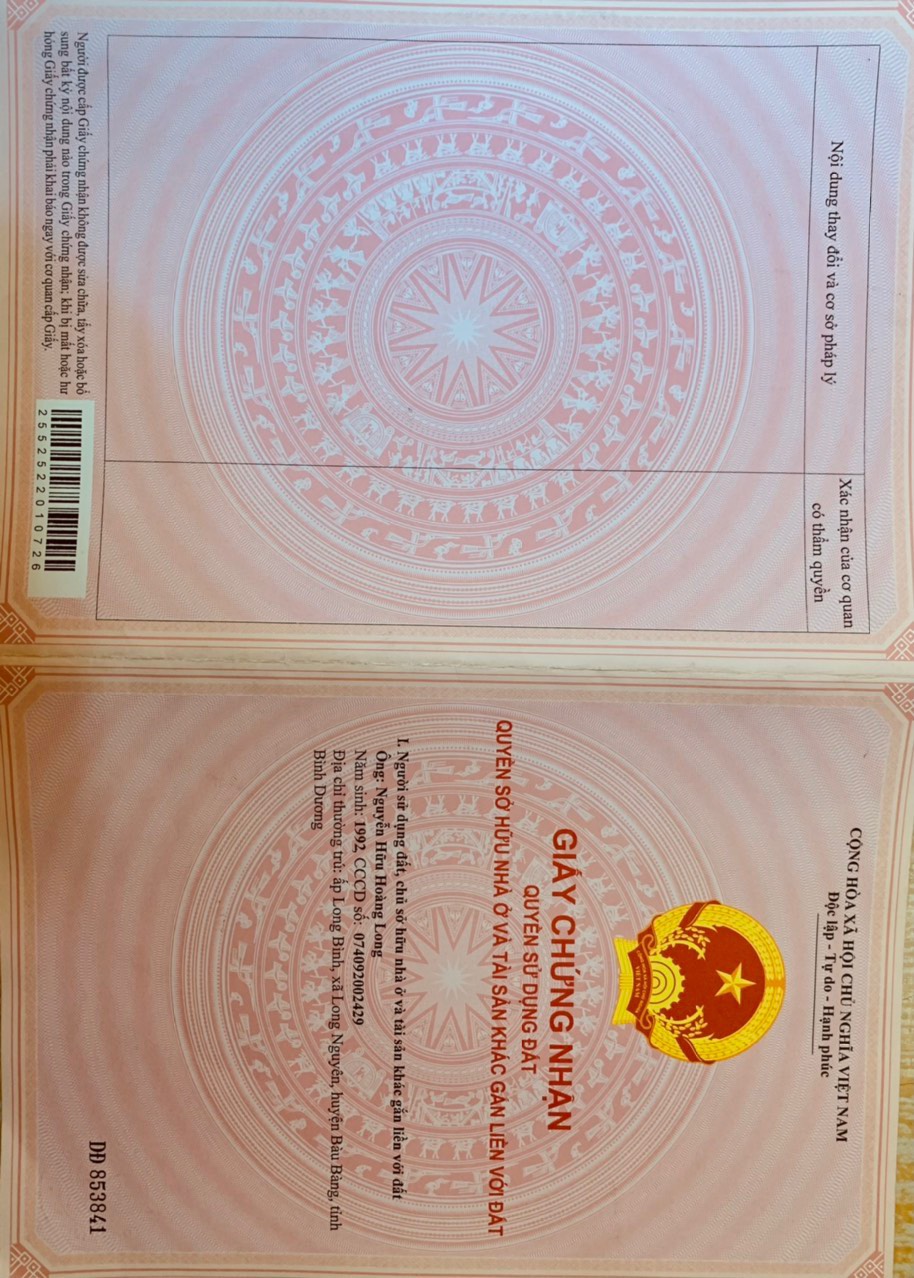 Nội dung thay đổi và cơ sở pháp lý
Xác nhận của cơ quan
có thẩm quyền
Người được cấp Giấy chứng nhận không được sửa chữa, tẩy xóa hoặc bổ
sung bất kỳ nội dung nào trong Giấy chứng nhận; khi bị mất hoặc hư
hỏng Giấy chứng nhận phải khai báo ngay với cơ quan cấp Giấy.
2552522010726
CỘNG HÒA XÃ HỘI CHỦ NGHĨA VIỆT NAM
Độc lập - Tự do - Hạnh phúc
VIỆT NAM
GIẤY CHỨNG NHẬN
QUYỀN SỬ DỤNG ĐẤT
QUYỀN SỞ HỮU NHÀ Ở VÀ TÀI SẢN KHÁC GẮN LIỀN VỚI ĐẤT
I. Người sử dụng đất, chủ sở hữu nhà ở và tài sản khác gắn liền với đất
Ông: Nguyễn Hữu Hoàng Long
Năm sinh: 1992, CCCD số: 074092002429
Địa chỉ thường trú: ấp Long Bình, xã Long Nguyên, huyện Bàu Bàng, tỉnh
Bình Dương
DĐ 853841